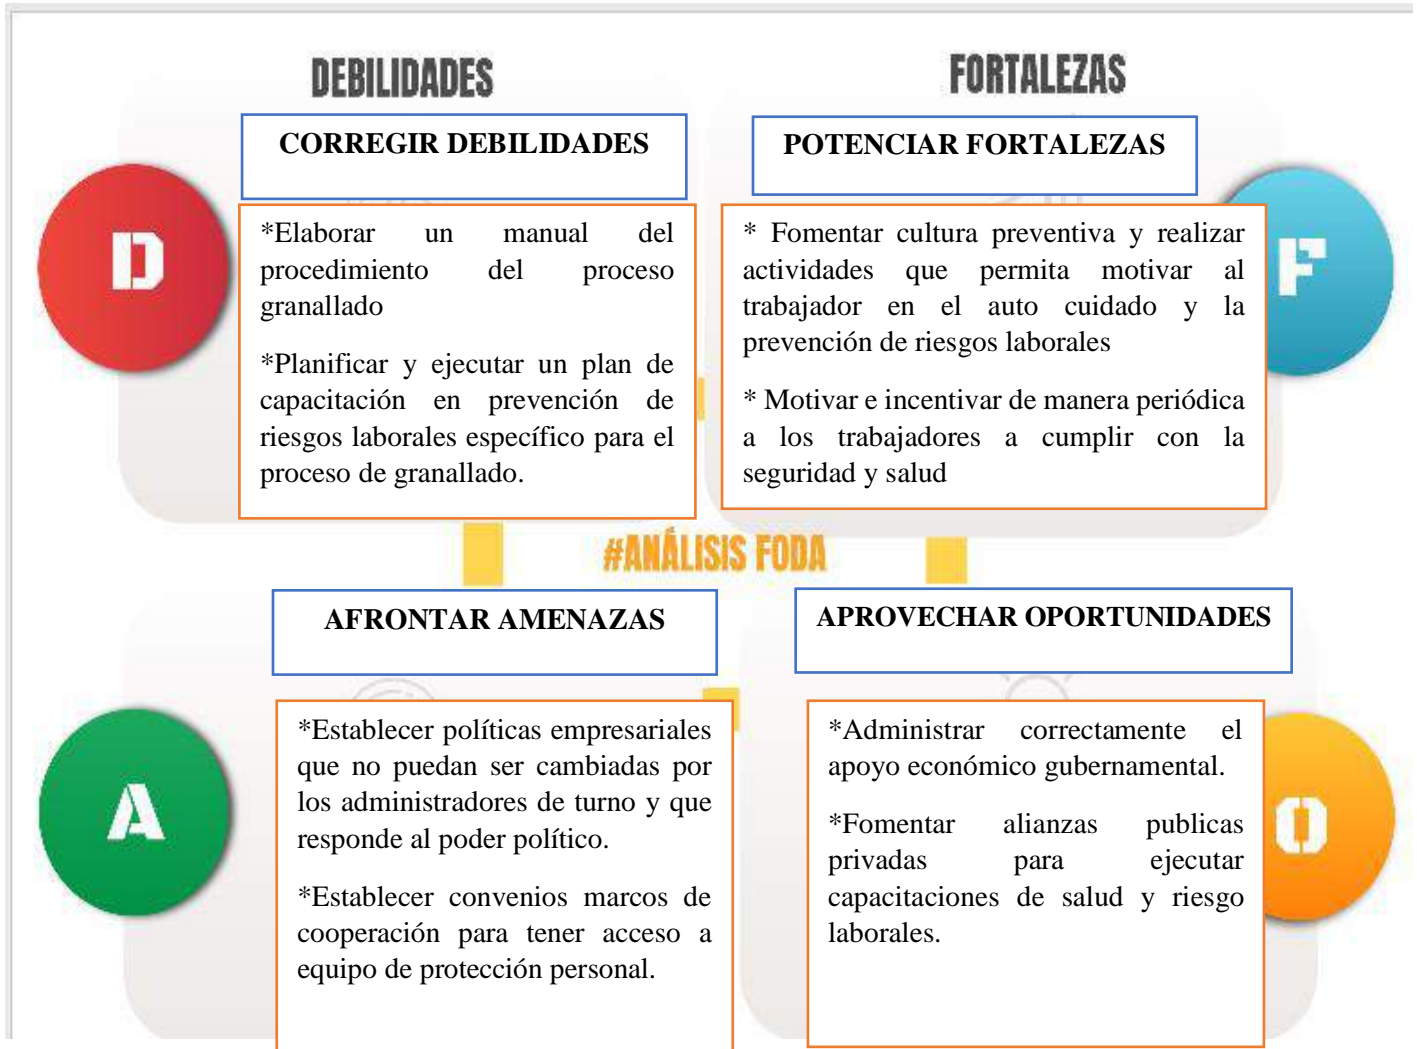 DEBILIDADES
CORREGIR DEBILIDADES
D
*Elaborar un manual del
procedimiento del proceso
granallado
*Planificar y ejecutar un plan de
capacitación en prevención de
riesgos laborales específico para el
proceso de granallado.
FORTALEZAS
POTENCIAR FORTALEZAS
F
* Fomentar cultura preventiva y realizar
actividades que permita motivar al
trabajador en el auto cuidado y la
prevención de riesgos laborales
* Motivar e incentivar de manera periódica
a los trabajadores a cumplir con la
seguridad y salud
#ANÁLISIS FODA
AFRONTAR AMENAZAS
A
*Establecer políticas empresariales
que no puedan ser cambiadas por
los administradores de turno y que
responde al poder político.
*Establecer convenios marcos de
cooperación para tener acceso a
equipo de protección personal.
APROVECHAR OPORTUNIDADES
O
*Administrar correctamente el
apoyo económico gubernamental.
*Fomentar alianzas publicas
privadas para ejecutar
capacitaciones de salud y riesgo
laborales.